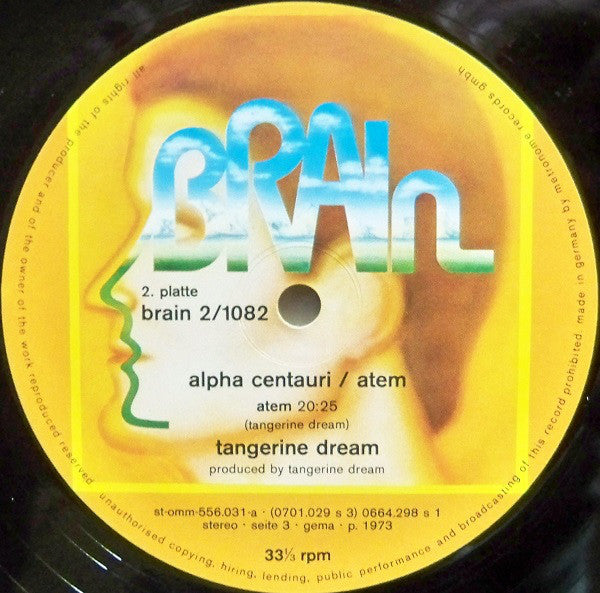 BRAIn
2. platte
brain 2/1082
alpha centauri / atem
atem 20:25
(tangerine dream)
tangerine dream
produced by tangerine dream
st-omm-556.031-a · (0701.029 s 3) 0664.298 s 1
stereo · seite 3 · gema · p. 1973
33⅓ rpm
all rights of the producer and of the owner of the work reproduced reserved
unauthorised copying, hiring, lending, public performance and broadcasting of this record prohibited. made in germany by metronome records gmbh